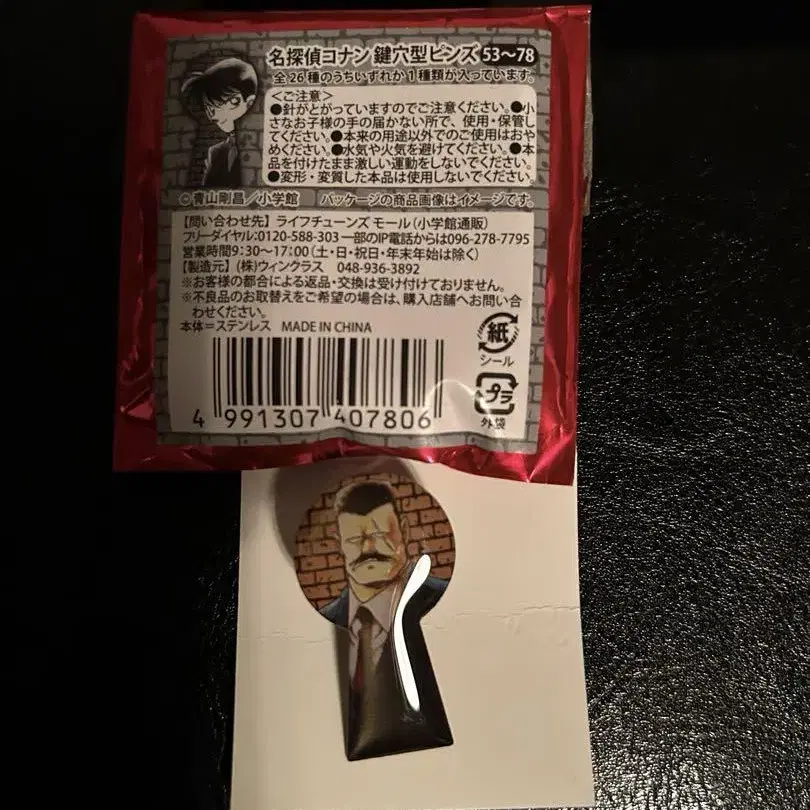 名探偵コナン 鍵穴型ピンズ 53〜78
全26種のうちいずれか1種類が入っています。
＜ご注意＞
●針がとがっていますのでご注意ください。●小
さなお子様の手の届かない所で、使用・保管し
てください。●本来の用途以外でのご使用はおや
めください。●水気や火気を避けてください。●本
品を付けたまま激しい運動をしないでください。
●変形・変質した本品は使用しないでください。
© 青山剛昌／小学館 パッケージの商品画像はイメージです。
【問い合わせ先】ライフチューンズ モール（小学館通販）
フリーダイヤル:0120-588-303 一部のIP電話からは096-278-7795
営業時間9:30〜17:00（土・日・祝日・年末年始は除く）
【製造元】(株)ウィンクラス 048-936-3892
※お客様の都合による返品・交換は受け付けておりません。
※不良品のお取替えをご希望の場合は、購入店舗へお問い合
わせください。
本体＝ステンレス MADE IN CHINA
紙
シール
プラ
外袋
4 991307 407806